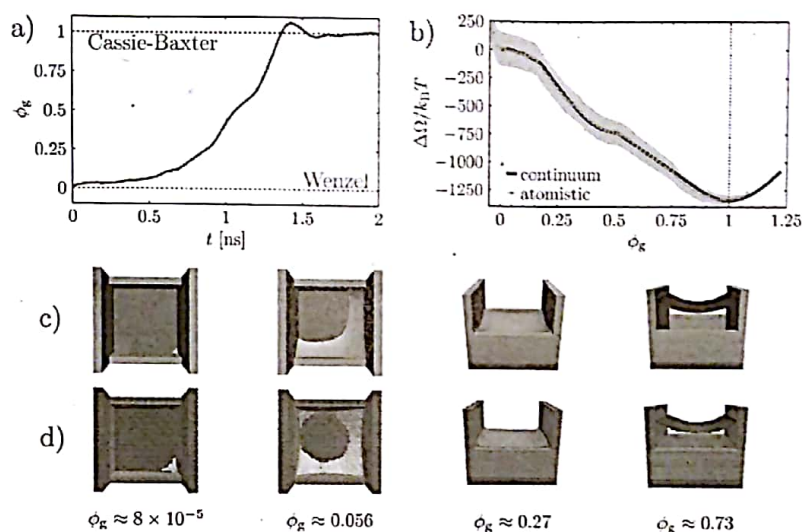 a)
1
Cassie-Baxter
0.75
0.5
0.25
0
Wenzel
ϕg
0 0.5 1 1.5 2
t [ns]
b)
0
−250
−500
−750
−1000
−1250
ΔΩ/kBT
continuum
atomistic
0 0.25 0.5 0.75 1 1.25
ϕg
c)
d)
ϕg ≈ 8 × 10⁻⁵ ϕg ≈ 0.056 ϕg ≈ 0.27 ϕg ≈ 0.73